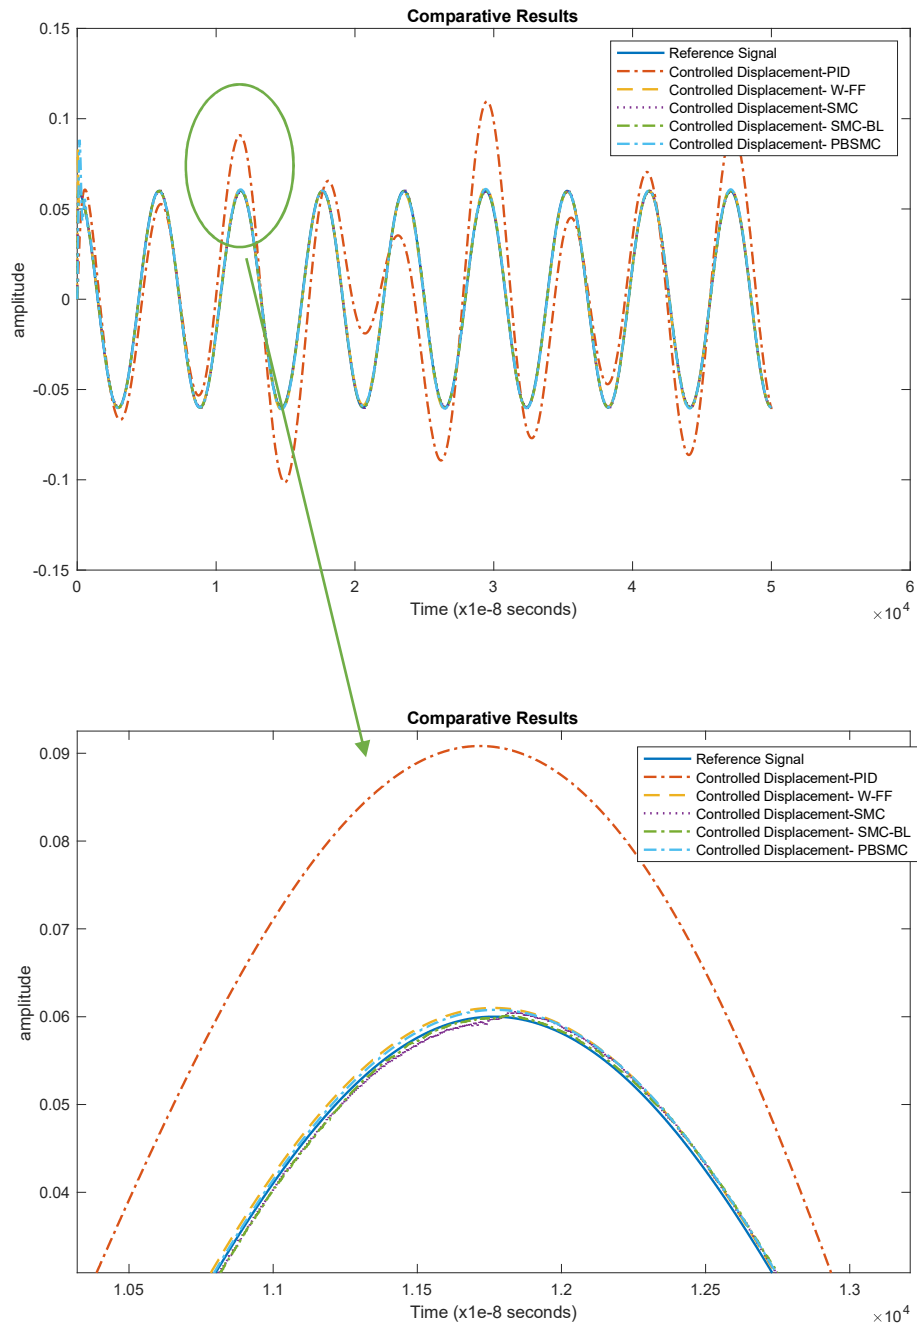 Comparative Results
0.15
0.1
0.05
0
-0.05
-0.1
-0.15
amplitude
Reference Signal
Controlled Displacement-PID
Controlled Displacement- W-FF
Controlled Displacement-SMC
Controlled Displacement- SMC-BL
Controlled Displacement- PBSMC
0 1 2 3 4 5 6
Time (x1e-8 seconds)
×10^4
Comparative Results
0.09
0.08
0.07
0.06
0.05
0.04
amplitude
Reference Signal
Controlled Displacement-PID
Controlled Displacement- W-FF
Controlled Displacement-SMC
Controlled Displacement- SMC-BL
Controlled Displacement- PBSMC
1.05 1.1 1.15 1.2 1.25 1.3
Time (x1e-8 seconds)
×10^4